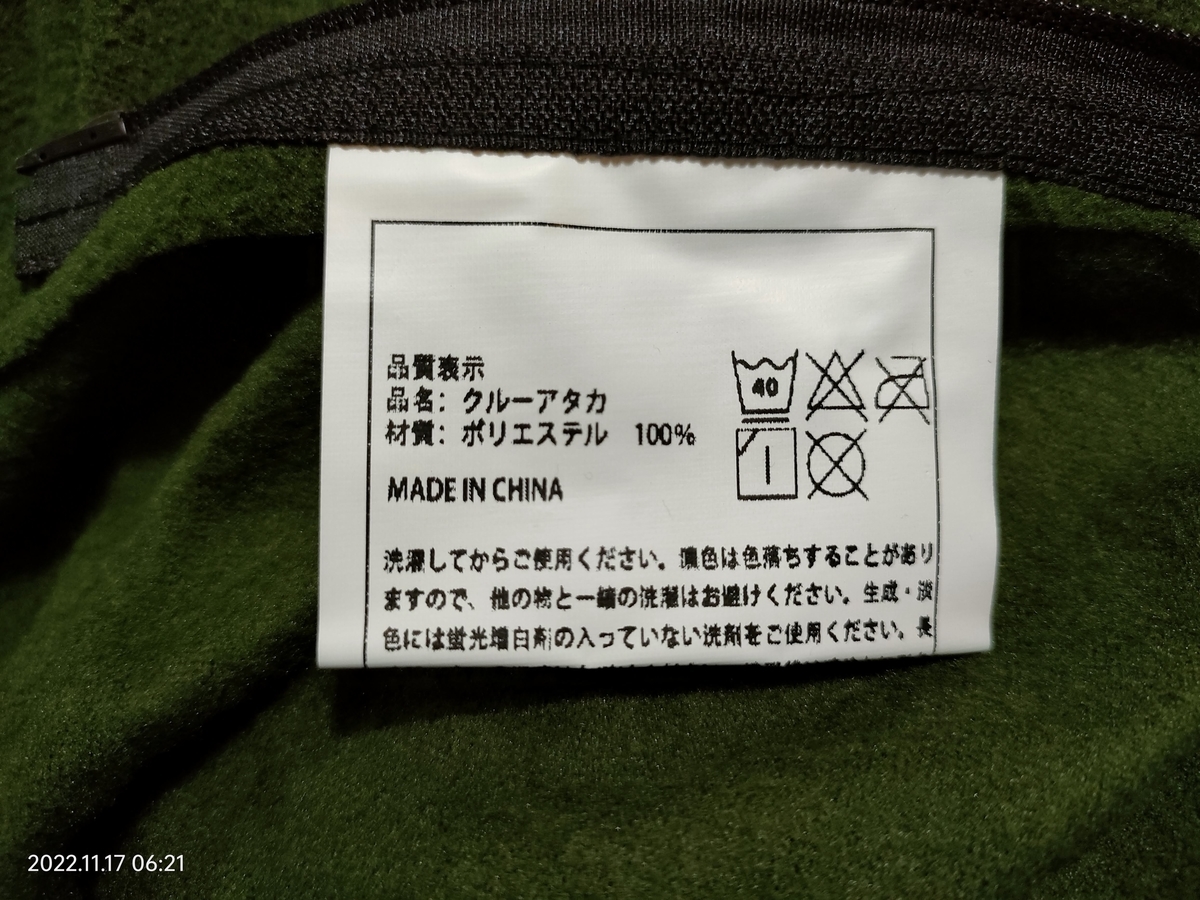 品質表示
品名：クルーアタカ
材質：ポリエステル 100%
MADE IN CHINA
40
洗濯してからご使用ください。濃色は色落ちすることがあり
ますので、他の物と一緒の洗濯はお避けください。生成・淡
色には蛍光増白剤の入っていない洗剤をご使用ください。長
2022.11.17 06:21